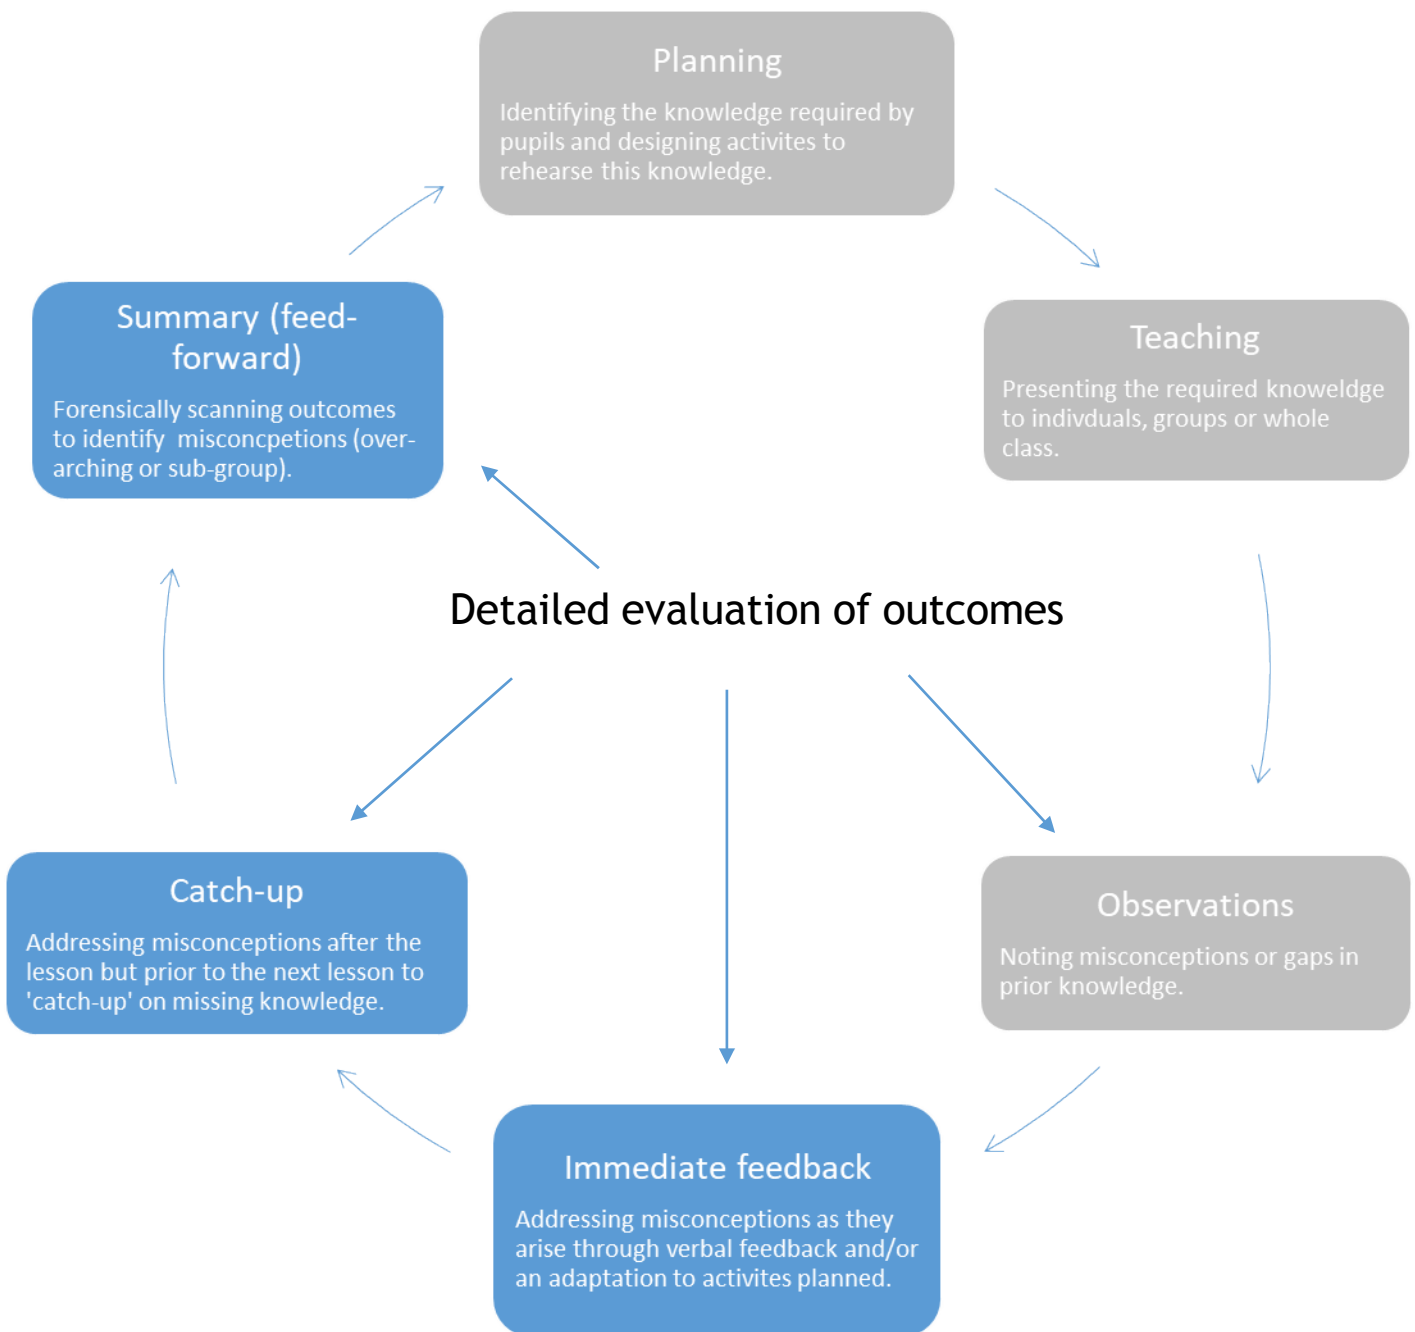 Planning
Identifying the knowledge required by
pupils and designing activites to
rehearse this knowledge.
Summary (feed-
forward)
Forensically scanning outcomes
to identify misconcpetions (over-
arching or sub-group).
Teaching
Presenting the required knoweldge
to indivduals, groups or whole
class.
Detailed evaluation of outcomes
Catch-up
Addressing misconceptions after the
lesson but prior to the next lesson to
'catch-up' on missing knowledge.
Observations
Noting misconceptions or gaps in
prior knowledge.
Immediate feedback
Addressing misconceptions as they
arise through verbal feedback and/or
an adaptation to activites planned.